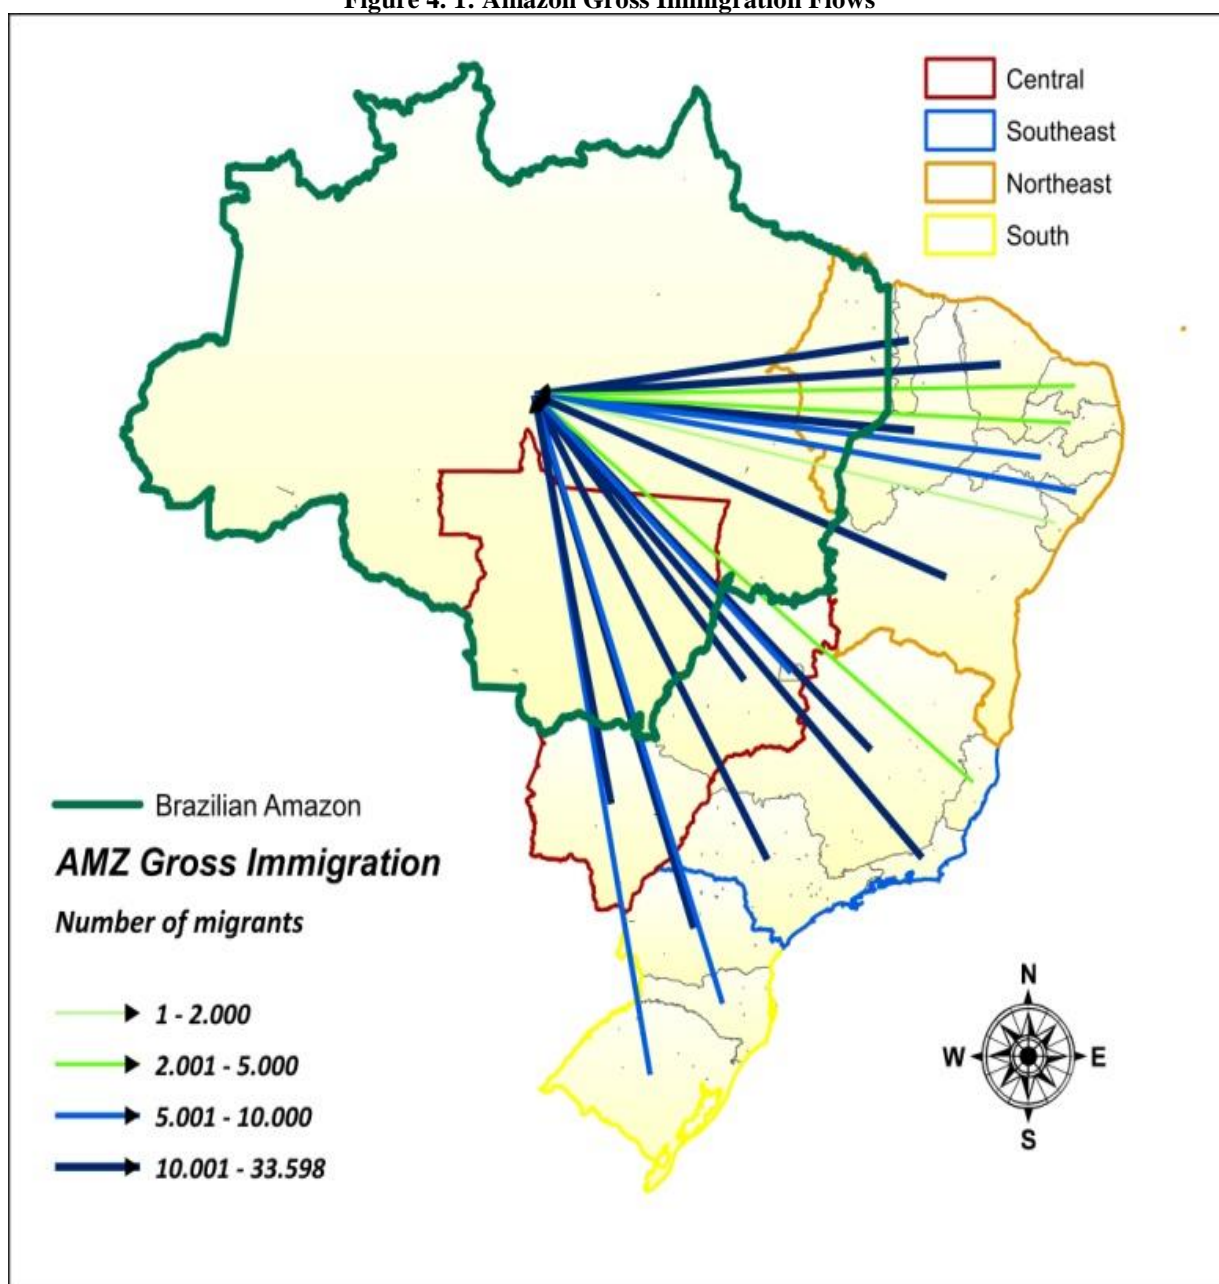 Figure 4. 1: Amazon Gross Immigration Flows
Central
Southeast
Northeast
South
Brazilian Amazon
AMZ Gross Immigration
Number of migrants
1 - 2.000
2.001 - 5.000
5.001 - 10.000
10.001 - 33.598
N
W
E
S